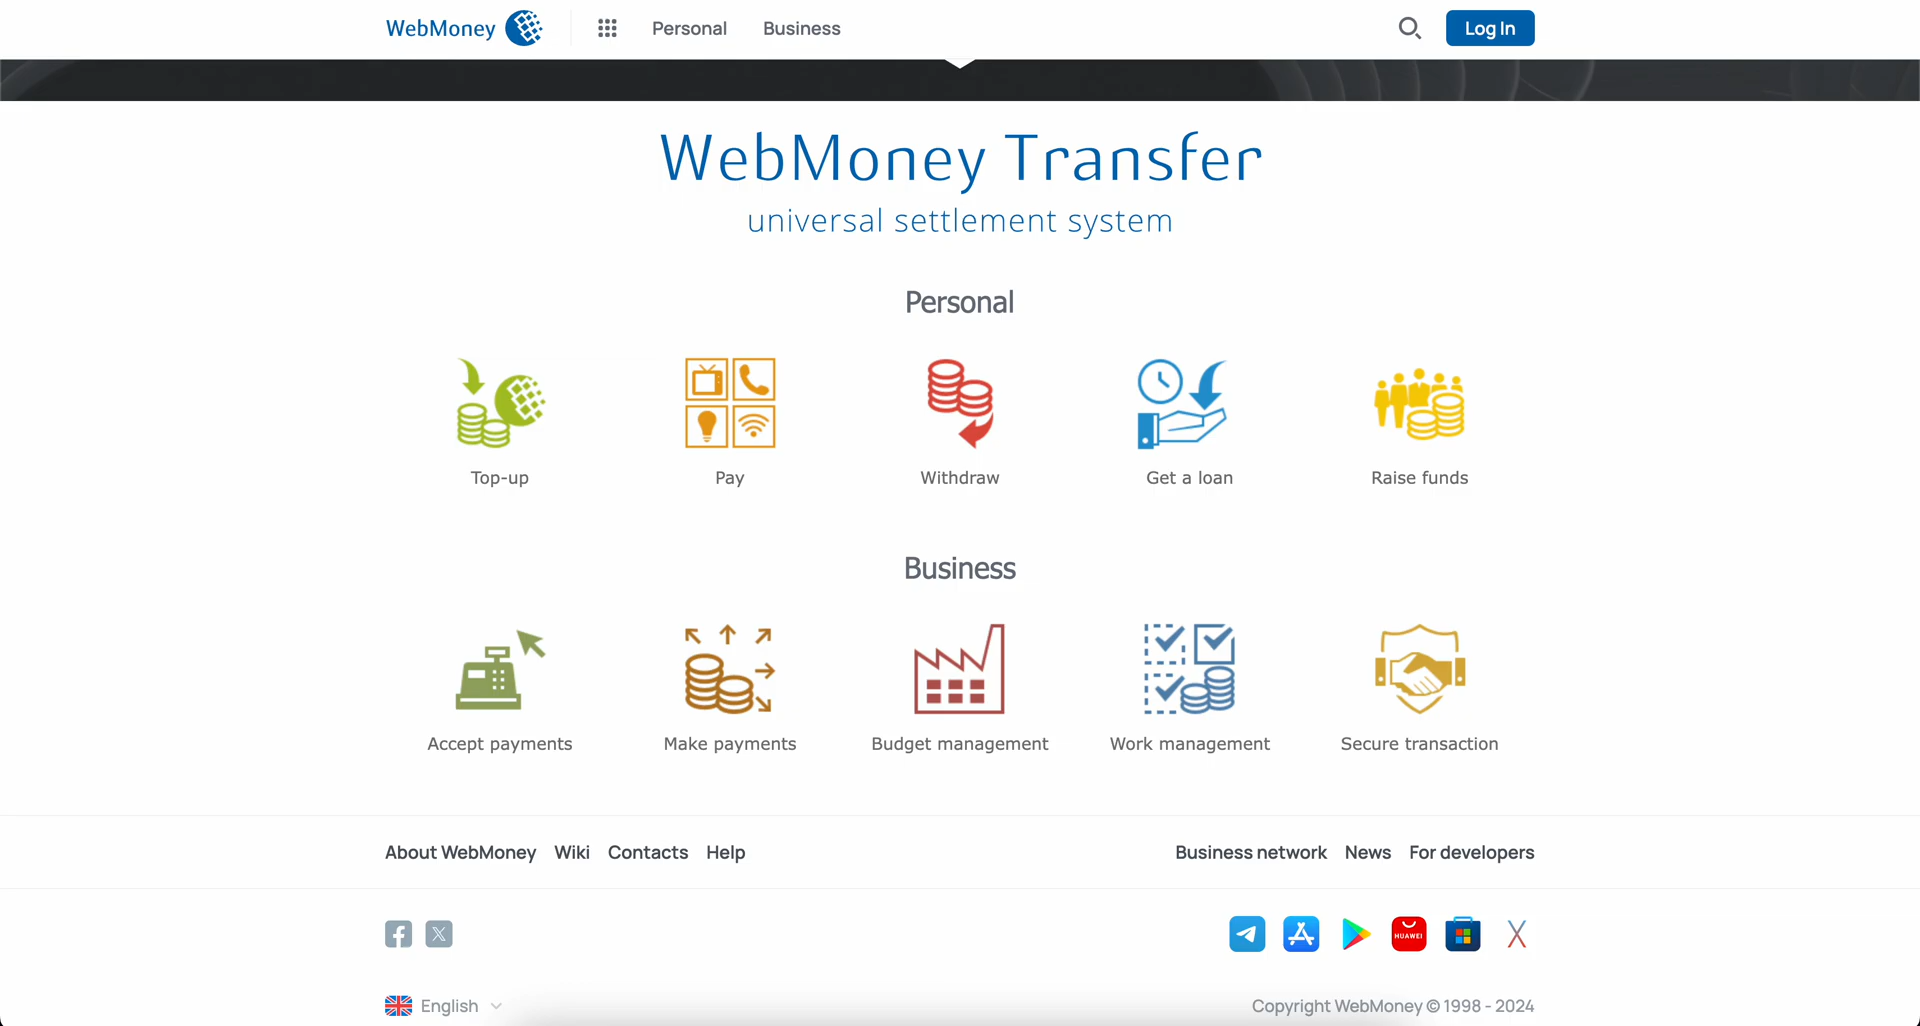 WebMoney
Personal Business
Log In
WebMoney Transfer
universal settlement system
Personal
Top-up Pay Withdraw Get a loan Raise funds
Business
Accept payments Make payments Budget management Work management Secure transaction
About WebMoney Wiki Contacts Help Business network News For developers
HUAWEI
English Copyright WebMoney © 1998 - 2024